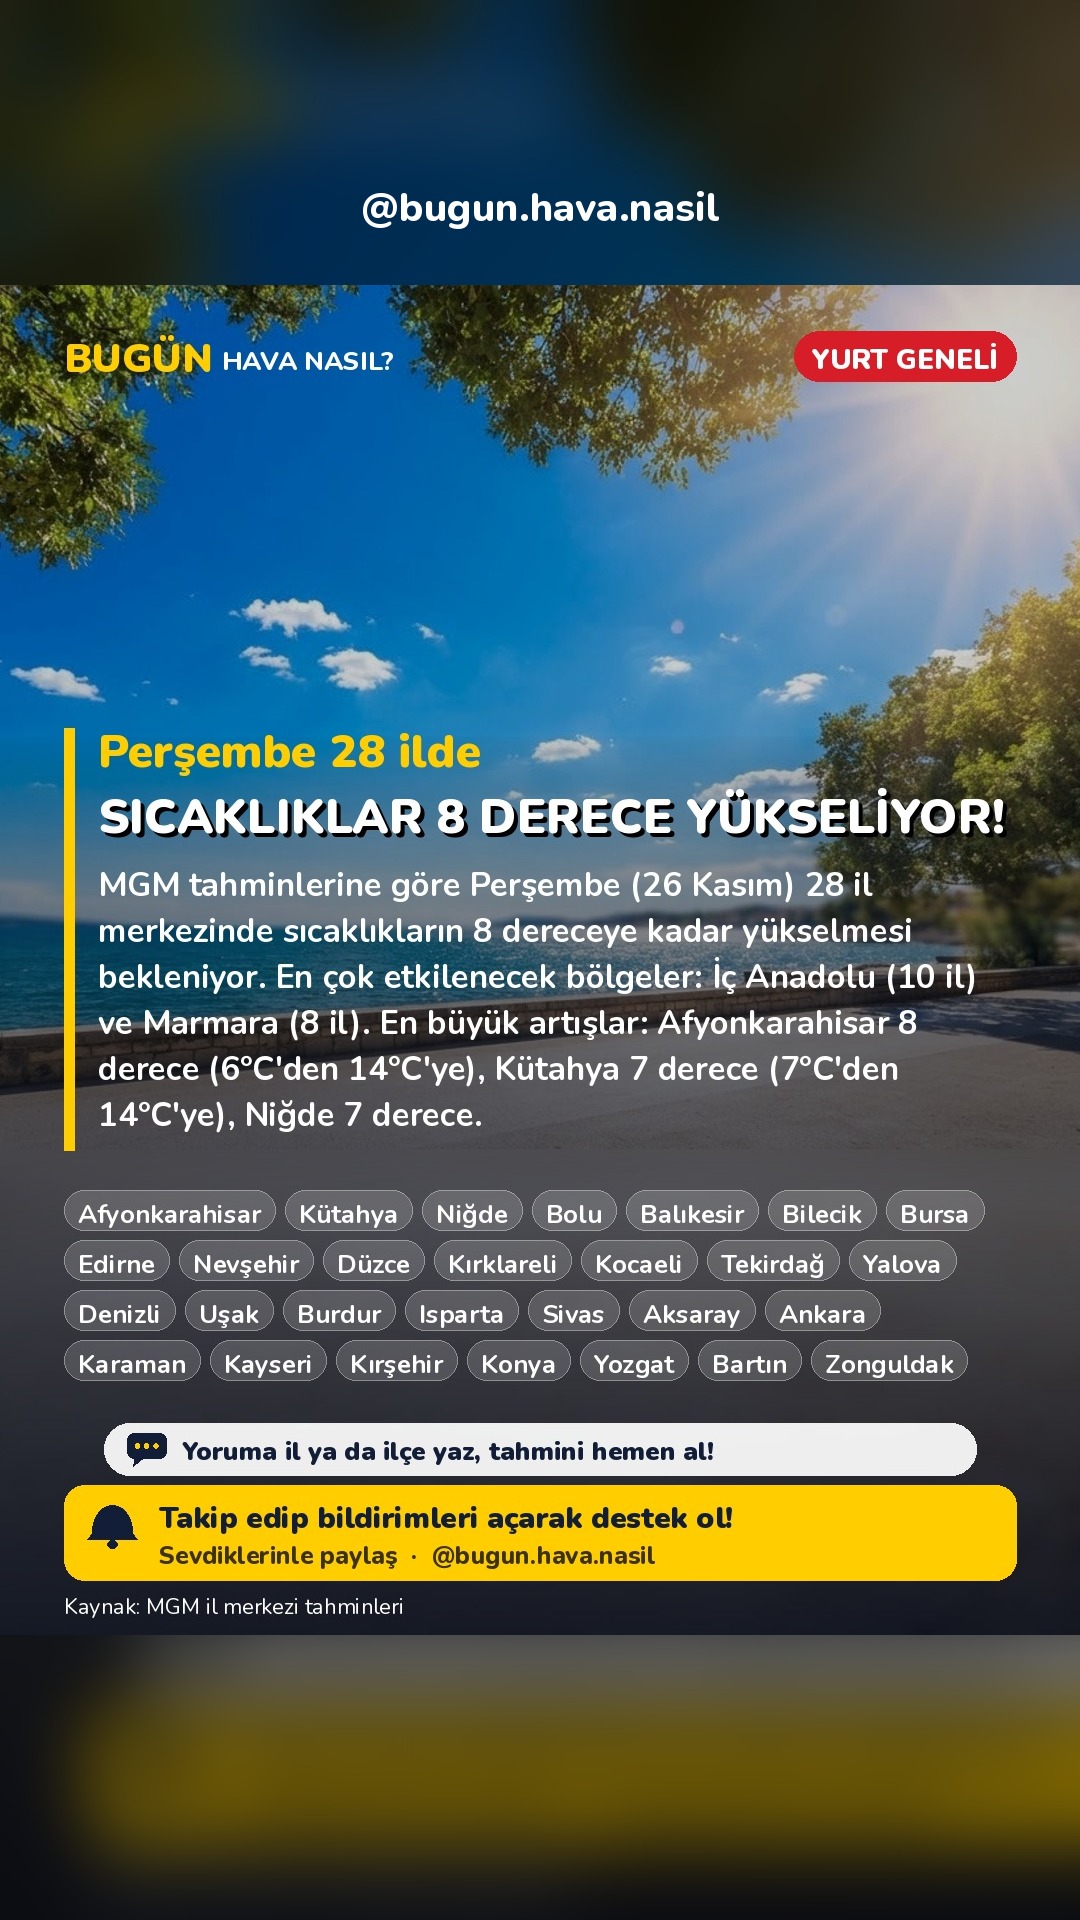 @bugun.hava.nasil
BUGÜN HAVA NASIL?
YURT GENELİ
Perşembe 28 ilde
SICAKLIKLAR 8 DERECE YÜKSELİYOR!
MGM tahminlerine göre Perşembe (26 Kasım) 28 il
merkezinde sıcaklıkların 8 dereceye kadar yükselmesi
bekleniyor. En çok etkilenecek bölgeler: İç Anadolu (10 il)
ve Marmara (8 il). En büyük artışlar: Afyonkarahisar 8
derece (6°C'den 14°C'ye), Kütahya 7 derece (7°C'den
14°C'ye), Niğde 7 derece.
Afyonkarahisar Kütahya Niğde Bolu Balıkesir Bilecik Bursa
Edirne Nevşehir Düzce Kırklareli Kocaeli Tekirdağ Yalova
Denizli Uşak Burdur Isparta Sivas Aksaray Ankara
Karaman Kayseri Kırşehir Konya Yozgat Bartın Zonguldak
Yoruma il ya da ilçe yaz, tahmini hemen al!
Takip edip bildirimleri açarak destek ol!
Sevdiklerinle paylaş · @bugun.hava.nasil
Kaynak: MGM il merkezi tahminleri